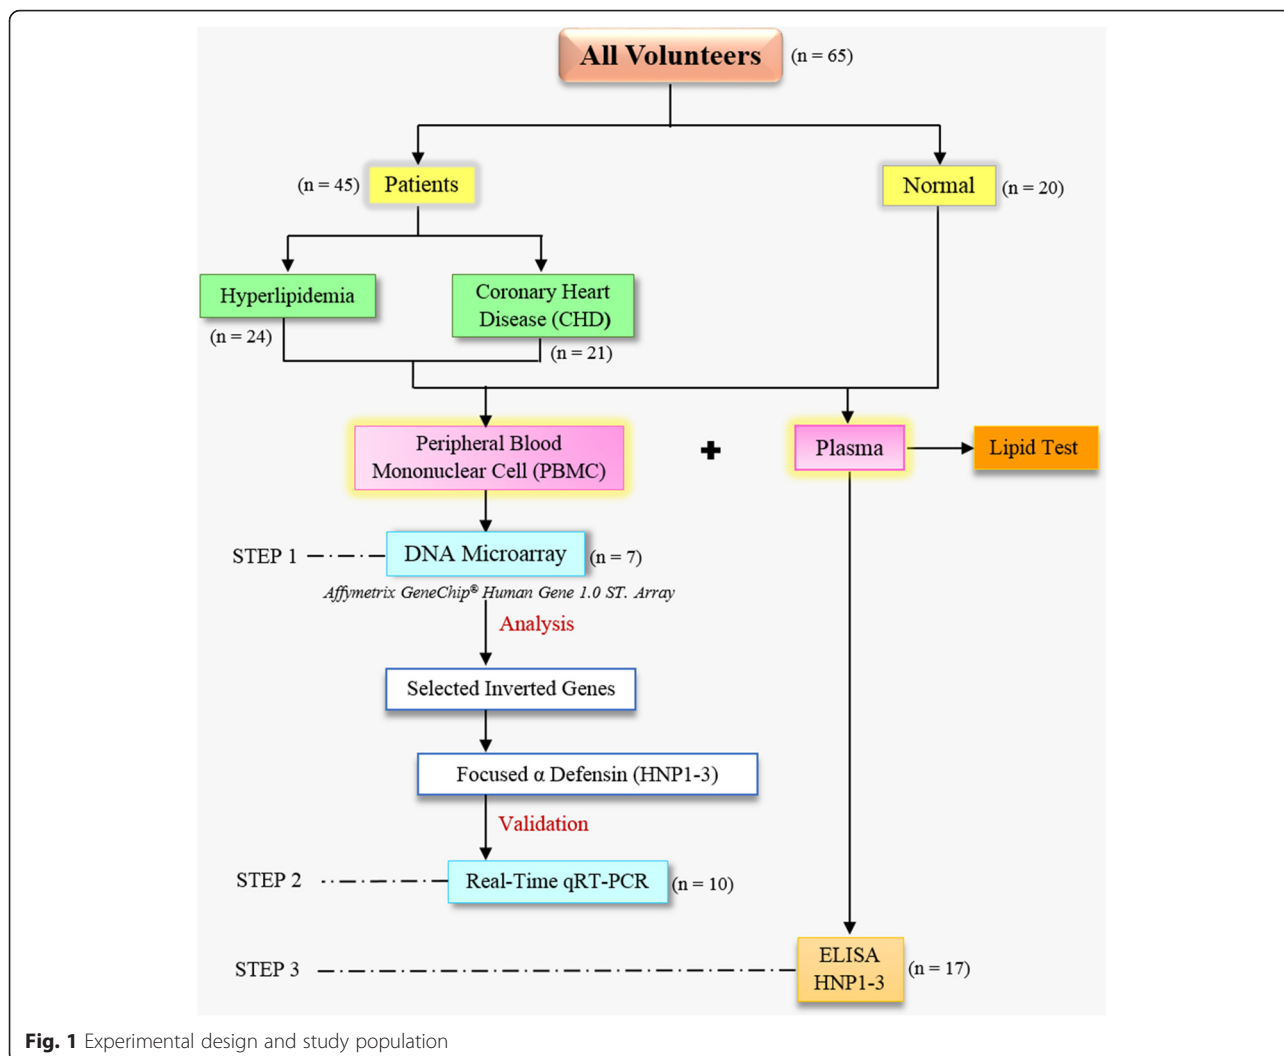 All Volunteers
(n = 65)
(n = 45)
Patients
Normal
(n = 20)
Hyperlipidemia
(n = 24)
Coronary Heart
Disease (CHD)
(n = 21)
Peripheral Blood
Mononuclear Cell (PBMC)
+
Plasma
Lipid Test
STEP 1
DNA Microarray
(n = 7)
Affymetrix GeneChip® Human Gene 1.0 ST. Array
Analysis
Selected Inverted Genes
Focused α Defensin (HNP1-3)
Validation
STEP 2
Real-Time qRT-PCR
(n = 10)
STEP 3
ELISA
HNP1-3
(n = 17)
Fig. 1 Experimental design and study population